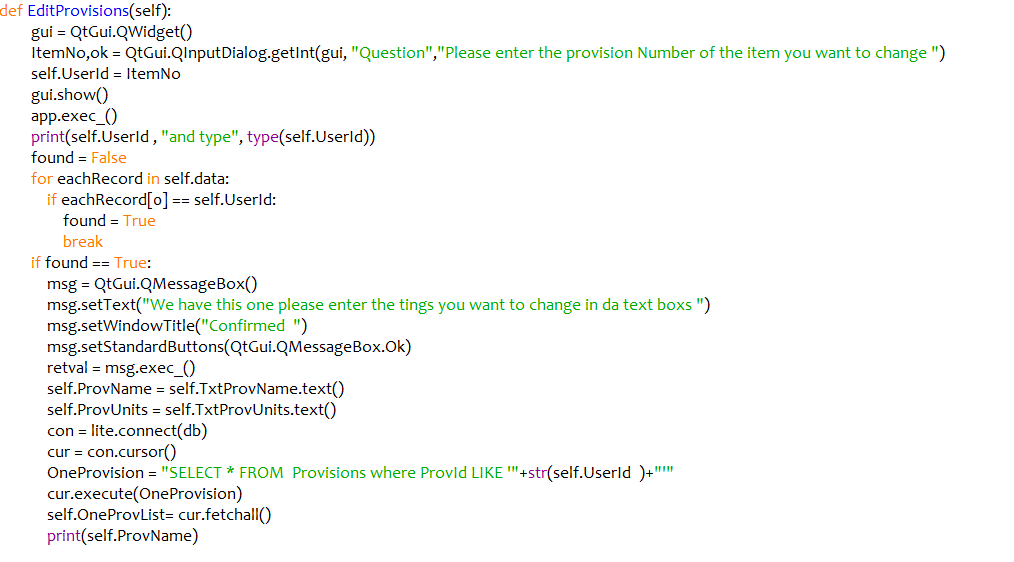 def EditProvisions(self):
gui = QtGui.QWidget()
ItemNo,ok = QtGui.QInputDialog.getInt(gui, "Question","Please enter the provision Number of the item you want to change ")
self.UserId = ItemNo
gui.show()
app.exec_()
print(self.UserId , "and type", type(self.UserId))
found = False
for eachRecord in self.data:
if eachRecord[0] == self.UserId:
found = True
break
if found == True:
msg = QtGui.QMessageBox()
msg.setText("We have this one please enter the tings you want to change in da text boxs ")
msg.setWindowTitle("Confirmed  ")
msg.setStandardButtons(QtGui.QMessageBox.Ok)
retval = msg.exec_()
self.ProvName = self.TxtProvName.text()
self.ProvUnits = self.TxtProvUnits.text()
con = lite.connect(db)
cur = con.cursor()
OneProvision = "SELECT * FROM  Provisions where ProvId LIKE '"+str(self.UserId  )+"'"
cur.execute(OneProvision)
self.OneProvList= cur.fetchall()
print(self.ProvName)